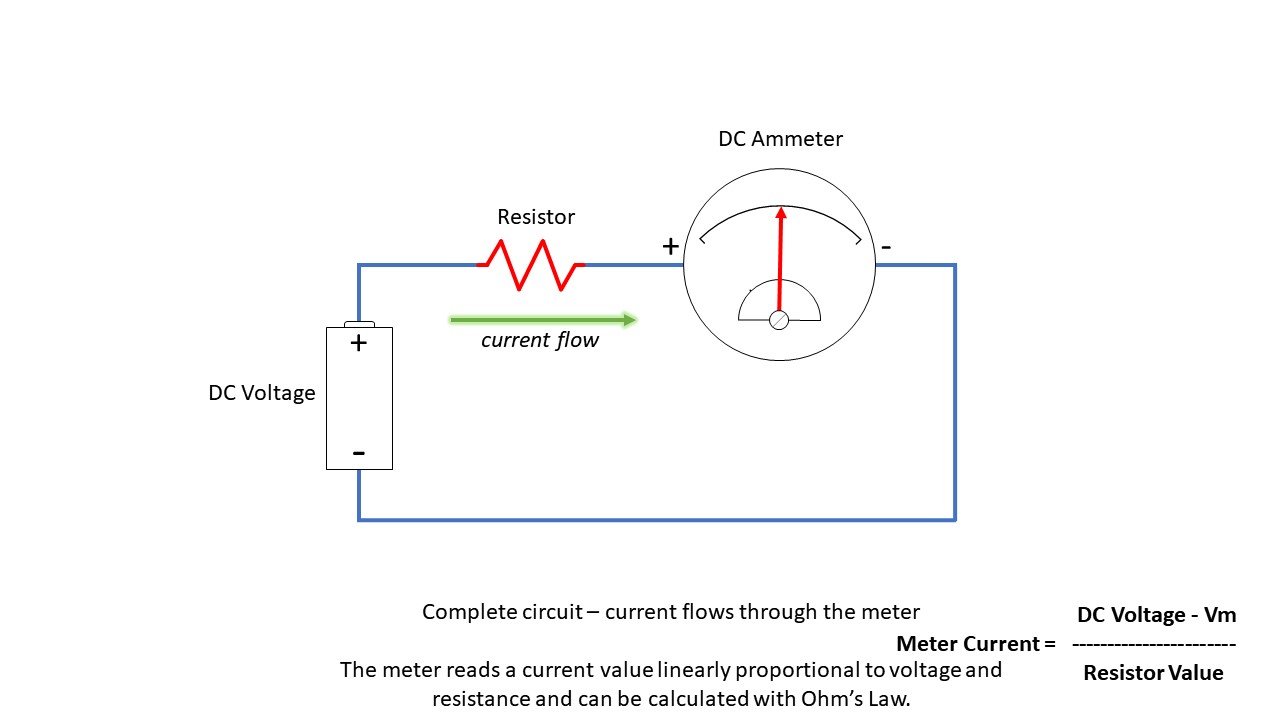 DC Ammeter
Resistor
+
-
current flow
+
DC Voltage
-
Complete circuit – current flows through the meter
DC Voltage - Vm
Meter Current = -----------------------
Resistor Value
The meter reads a current value linearly proportional to voltage and
resistance and can be calculated with Ohm’s Law.